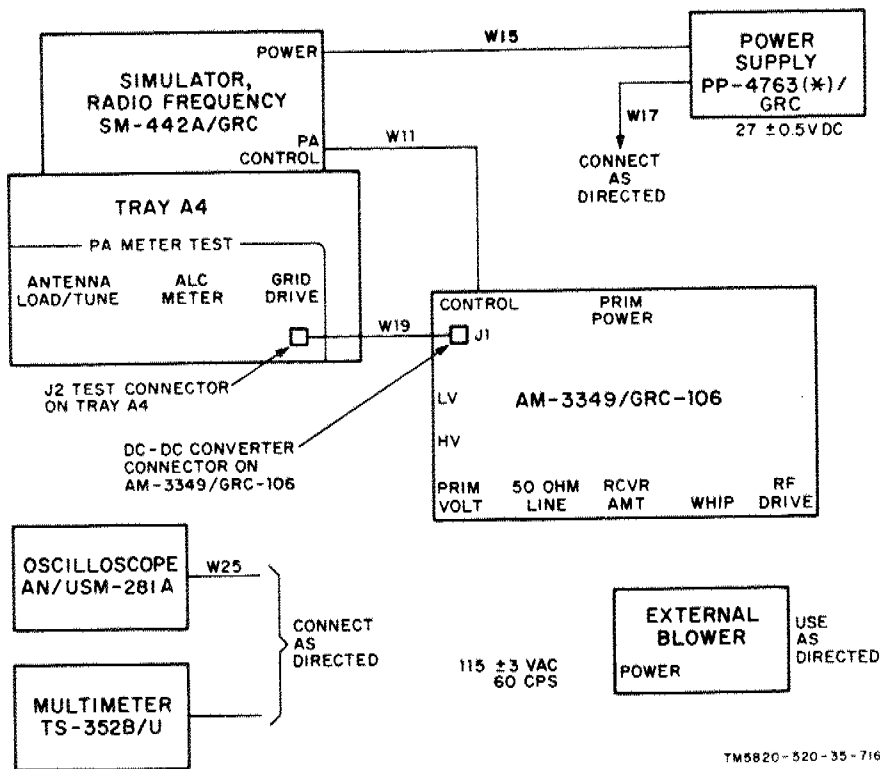 POWER
SIMULATOR,
RADIO FREQUENCY
SM-442A/GRC
PA
CONTROL
W15
W11
POWER
SUPPLY
PP-4763(*)/
GRC
27 ±0.5V DC
W17
CONNECT
AS
DIRECTED
TRAY A4
PA METER TEST
ANTENNA
LOAD/TUNE
ALC
METER
GRID
DRIVE
W19
J2 TEST CONNECTOR
ON TRAY A4
DC-DC CONVERTER
CONNECTOR ON
AM-3349/GRC-106
CONTROL
PRIM
POWER
J1
LV
AM-3349/GRC-106
HV
PRIM
VOLT
50 OHM
LINE
RCVR
AMT
WHIP
RF
DRIVE
OSCILLOSCOPE
AN/USM-281A
W25
MULTIMETER
TS-352B/U
CONNECT
AS
DIRECTED
115 ±3 VAC
60 CPS
EXTERNAL
BLOWER
POWER
USE
AS
DIRECTED
TM5820-520-35-716